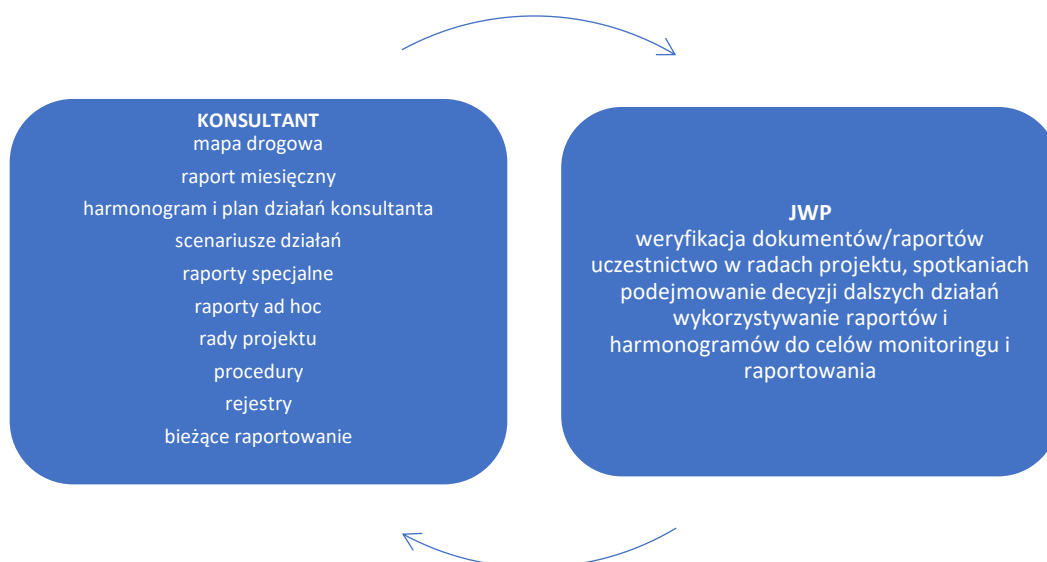 KONSULTANT
mapa drogowa
raport miesięczny
harmonogram i plan działań konsultanta
scenariusze działań
raporty specjalne
raporty ad hoc
rady projektu
procedury
rejestry
bieżące raportowanie
JWP
weryfikacja dokumentów/raportów
uczestnictwo w radach projektu, spotkaniach
podejmowanie decyzji dalszych działań
wykorzystywanie raportów i
harmonogramów do celów monitoringu i
raportowania